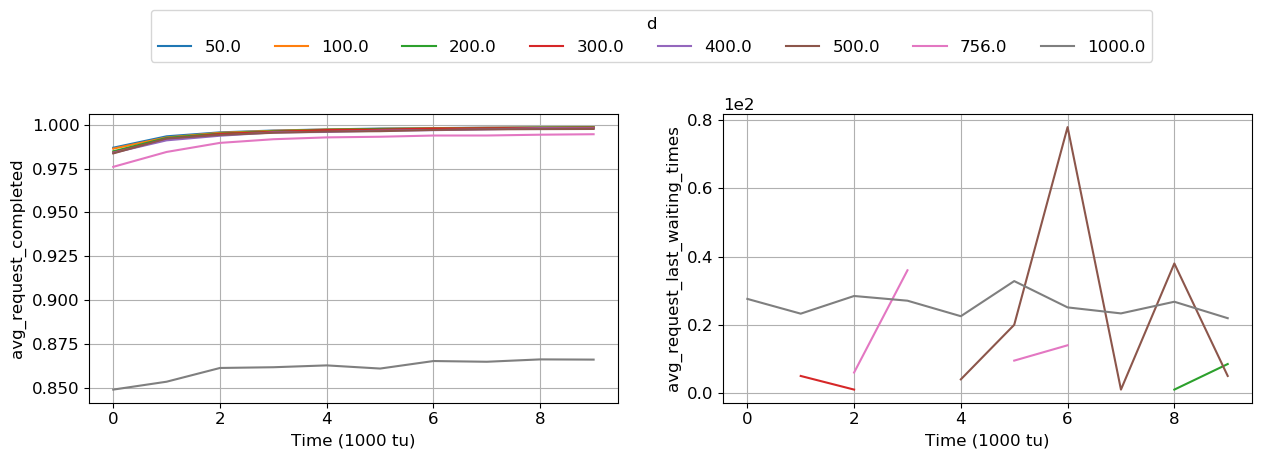 d
50.0 100.0 200.0 300.0 400.0 500.0 756.0 1000.0
avg_request_completed
1.000
0.975
0.950
0.925
0.900
0.875
0.850
0 2 4 6 8
Time (1000 tu)
1e2
avg_request_last_waiting_times
0.8
0.6
0.4
0.2
0.0
0 2 4 6 8
Time (1000 tu)